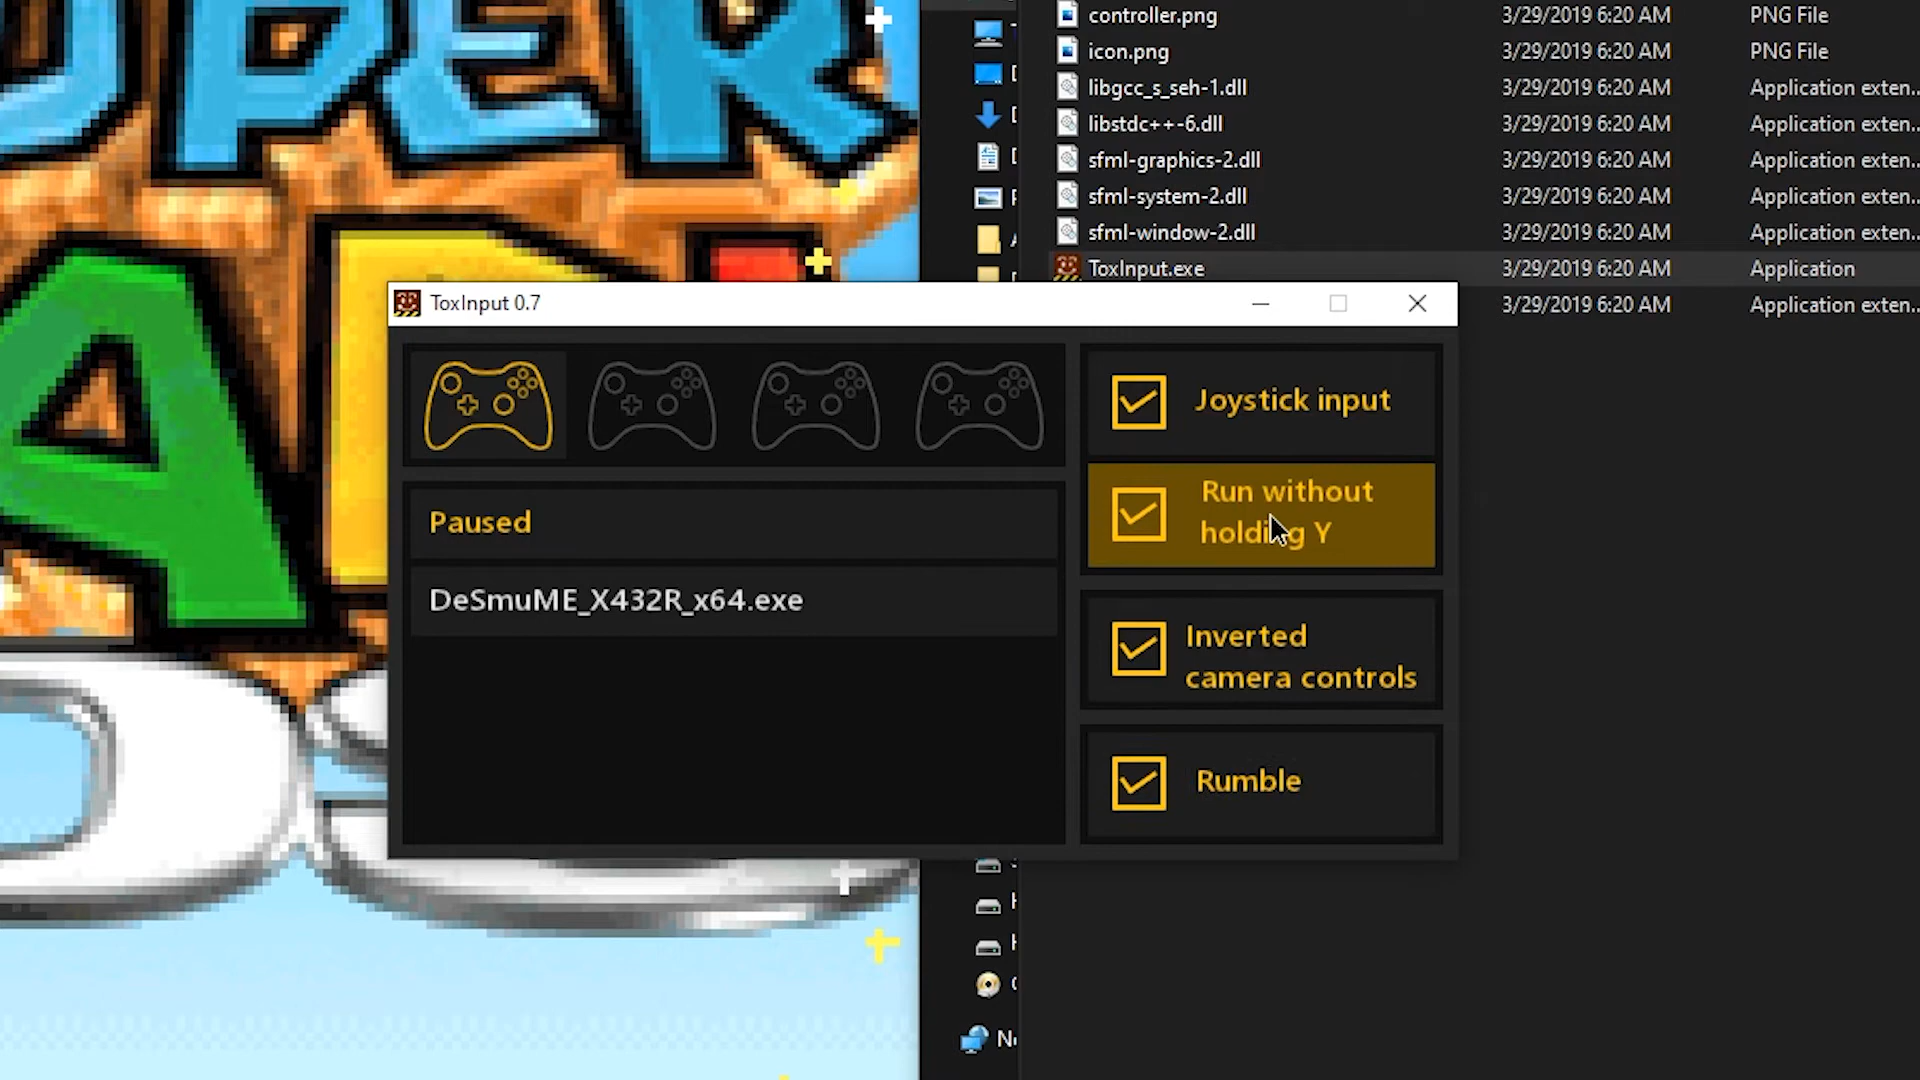 controller.png 3/29/2019 6:20 AM PNG File
icon.png 3/29/2019 6:20 AM PNG File
libgcc_s_seh-1.dll 3/29/2019 6:20 AM Application exten...
libstdc++-6.dll 3/29/2019 6:20 AM Application exten...
sfml-graphics-2.dll 3/29/2019 6:20 AM Application exten...
sfml-system-2.dll 3/29/2019 6:20 AM Application exten...
sfml-window-2.dll 3/29/2019 6:20 AM Application exten...
ToxInput.exe 3/29/2019 6:20 AM Application
3/29/2019 6:20 AM Application exten...
ToxInput 0.7
Joystick input
Run without
holding Y
Paused
DeSmuME_X432R_x64.exe
Inverted
camera controls
Rumble